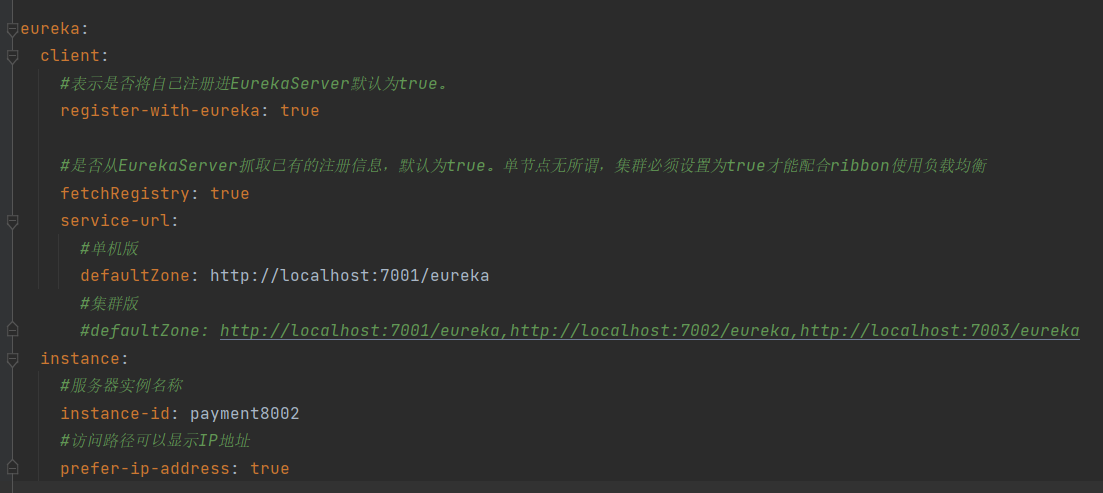 eureka:
client:
#表示是否将自己注册进EurekaServer默认为true。
register-with-eureka: true
#是否从EurekaServer抓取已有的注册信息，默认为true。单节点无所谓，集群必须设置为true才能配合ribbon使用负载均衡
fetchRegistry: true
service-url:
#单机版
defaultZone: http://localhost:7001/eureka
#集群版
#defaultZone: http://localhost:7001/eureka,http://localhost:7002/eureka,http://localhost:7003/eureka
instance:
#服务器实例名称
instance-id: payment8002
#访问路径可以显示IP地址
prefer-ip-address: true